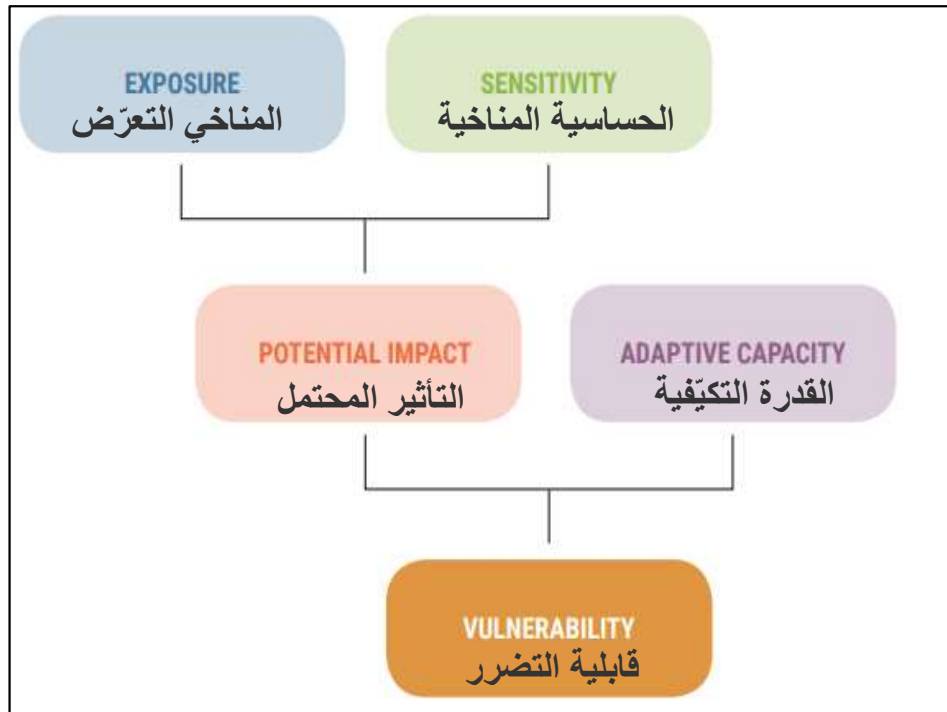 EXPOSURE
المناخي التعرّض
SENSITIVITY
الحساسية المناخية
POTENTIAL IMPACT
التأثير المحتمل
ADAPTIVE CAPACITY
القدرة التكيّفية
VULNERABILITY
قابلية التضرر